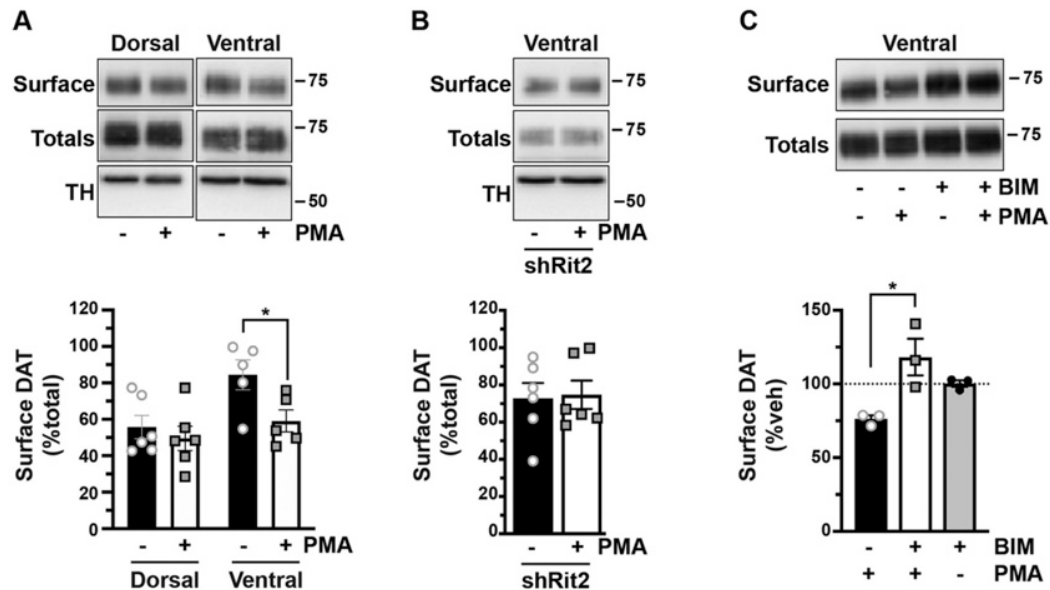 A
Dorsal Ventral
Surface
Totals
TH
–75
–75
–50
- + - + PMA
Surface DAT
(%total)
120
100
80
60
40
20
0
*
- + - + PMA
Dorsal Ventral
B
Ventral
Surface
Totals
TH
–75
–75
–50
- + PMA
shRit2
Surface DAT
(%total)
120
100
80
60
40
20
0
- + PMA
shRit2
C
Ventral
Surface
Totals
-75
-75
- - + + BIM
- + - + PMA
Surface DAT
(%veh)
150
100
50
0
*
- + + BIM
+ + - PMA